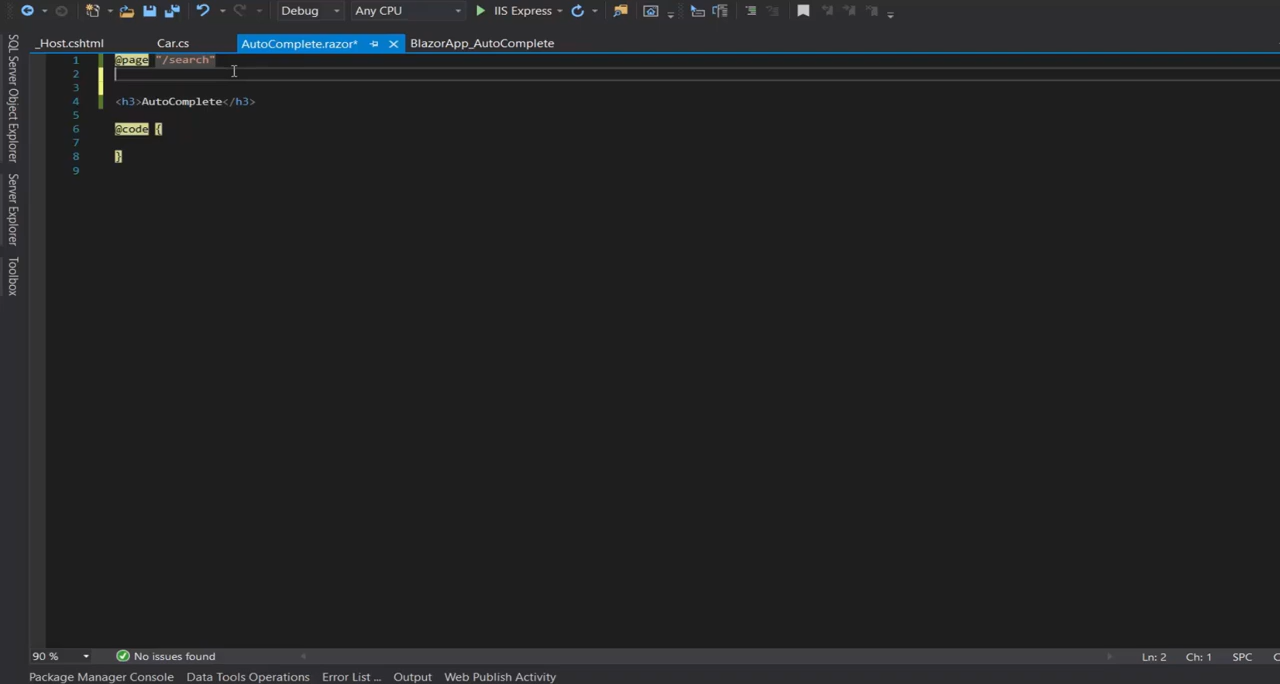 Debug Any CPU IIS Express
_Host.cshtml Car.cs AutoComplete.razor* BlazorApp_AutoComplete
SQL Server Object Explorer
Server Explorer
Toolbox
1 @page "/search"
2
3
4 <h3>AutoComplete</h3>
5
6 @code {
7
8 }
9
90 % No issues found Ln: 2 Ch: 1 SPC
Package Manager Console Data Tools Operations Error List ... Output Web Publish Activity